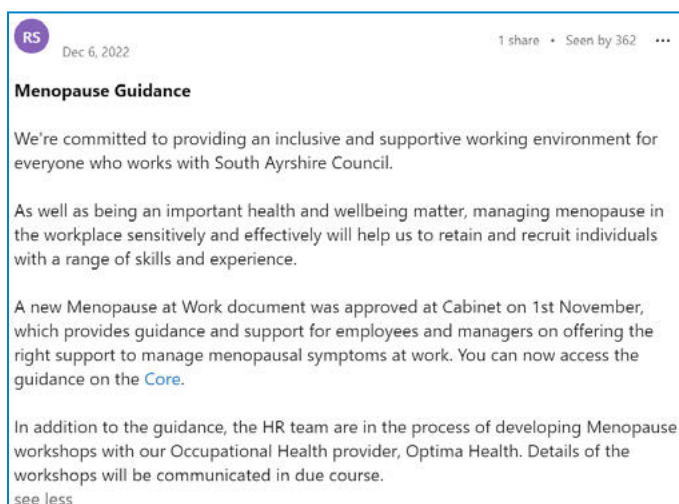 RS
Dec 6, 2022
1 share • Seen by 362 •••
Menopause Guidance
We're committed to providing an inclusive and supportive working environment for
everyone who works with South Ayrshire Council.
As well as being an important health and wellbeing matter, managing menopause in
the workplace sensitively and effectively will help us to retain and recruit individuals
with a range of skills and experience.
A new Menopause at Work document was approved at Cabinet on 1st November,
which provides guidance and support for employees and managers on offering the
right support to manage menopausal symptoms at work. You can now access the
guidance on the Core.
In addition to the guidance, the HR team are in the process of developing Menopause
workshops with our Occupational Health provider, Optima Health. Details of the
workshops will be communicated in due course.
see less